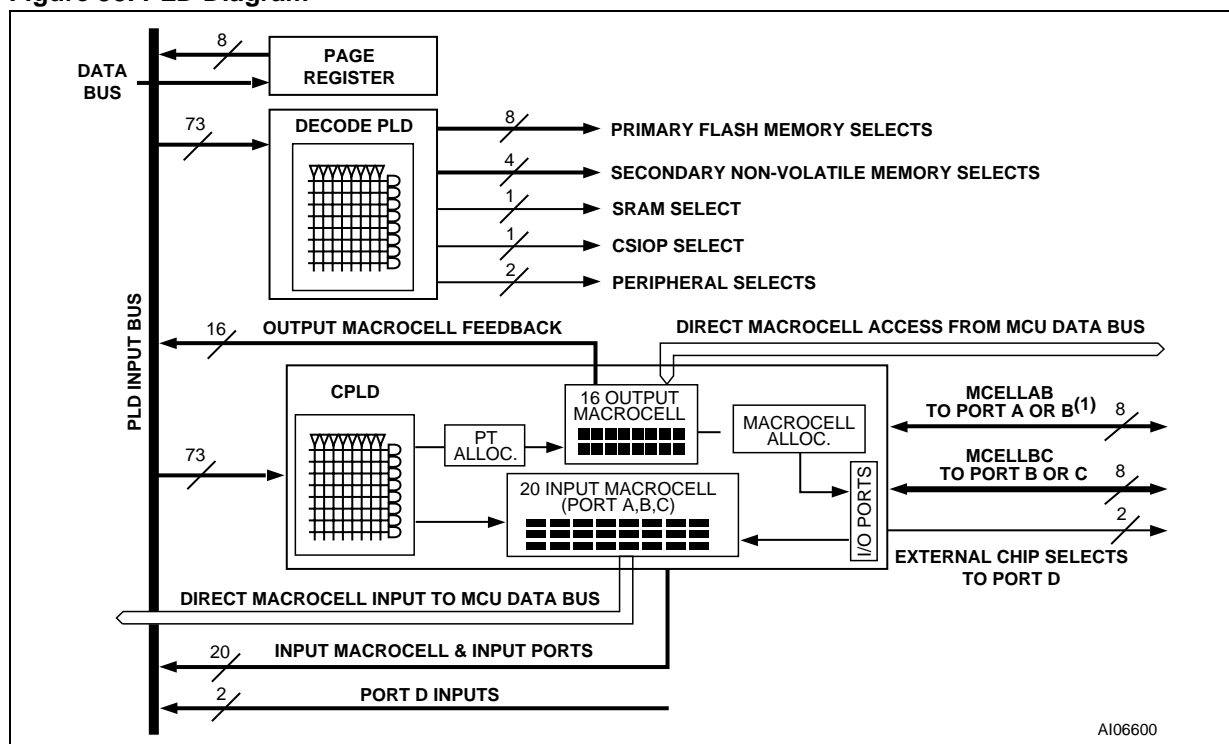 8
PAGE
REGISTER
DATA
BUS
73
DECODE PLD
8
PRIMARY FLASH MEMORY SELECTS
4
SECONDARY NON-VOLATILE MEMORY SELECTS
1
SRAM SELECT
1
CSIOP SELECT
2
PERIPHERAL SELECTS
PLD INPUT BUS
16
OUTPUT MACROCELL FEEDBACK
DIRECT MACROCELL ACCESS FROM MCU DATA BUS
CPLD
16 OUTPUT
MACROCELL
PT
ALLOC.
MACROCELL
ALLOC.
MCELLAB
TO PORT A OR B(1)
8
MCELLBC
TO PORT B OR C
8
73
20 INPUT MACROCELL
(PORT A,B,C)
I/O PORTS
2
EXTERNAL CHIP SELECTS
TO PORT D
DIRECT MACROCELL INPUT TO MCU DATA BUS
20
INPUT MACROCELL & INPUT PORTS
2
PORT D INPUTS
AI06600